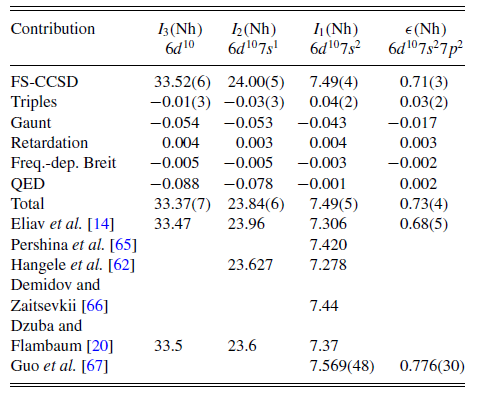 Contribution I₃(Nh) I₂(Nh) I₁(Nh) ϵ(Nh)
6d¹⁰ 6d¹⁰7s¹ 6d¹⁰7s² 6d¹⁰7s²7p²
FS-CCSD 33.52(6) 24.00(5) 7.49(4) 0.71(3)
Triples −0.01(3) −0.03(3) 0.04(2) 0.03(2)
Gaunt −0.054 −0.053 −0.043 −0.017
Retardation 0.004 0.003 0.004 0.003
Freq.-dep. Breit −0.005 −0.005 −0.003 −0.002
QED −0.088 −0.078 −0.001 0.002
Total 33.37(7) 23.84(6) 7.49(5) 0.73(4)
Eliav et al. [14] 33.47 23.96 7.306 0.68(5)
Pershina et al. [65] 7.420
Hangele et al. [62] 23.627 7.278
Demidov and
Zaitsevkii [66] 7.44
Dzuba and
Flambaum [20] 33.5 23.6 7.37
Guo et al. [67] 7.569(48) 0.776(30)